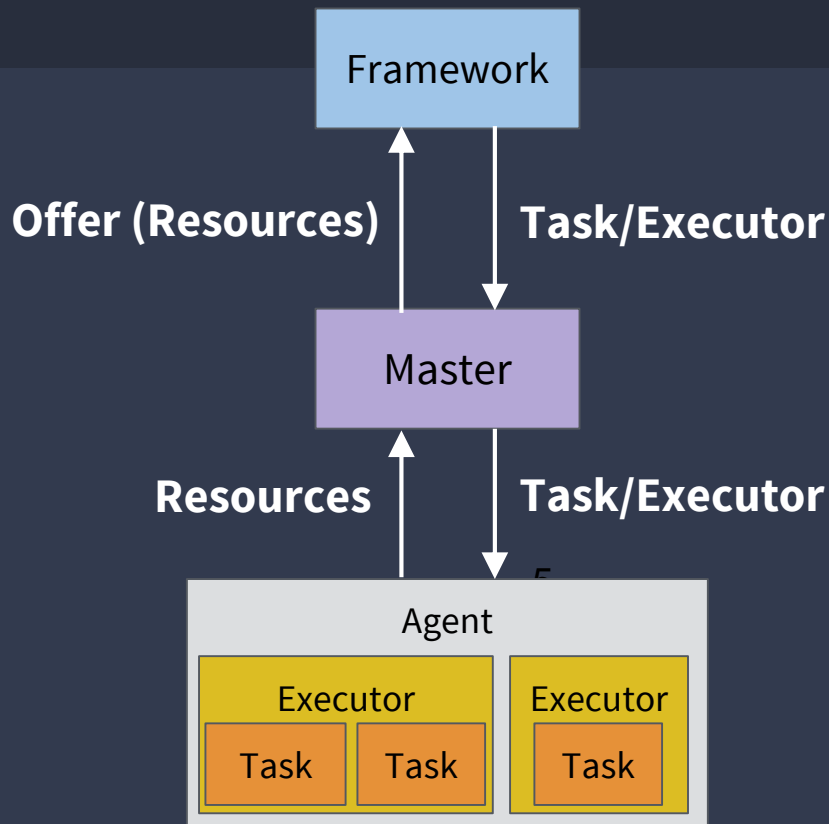 Framework
Offer (Resources)
Task/Executor
Master
Resources
Task/Executor
Agent
Executor
Executor
Task
Task
Task